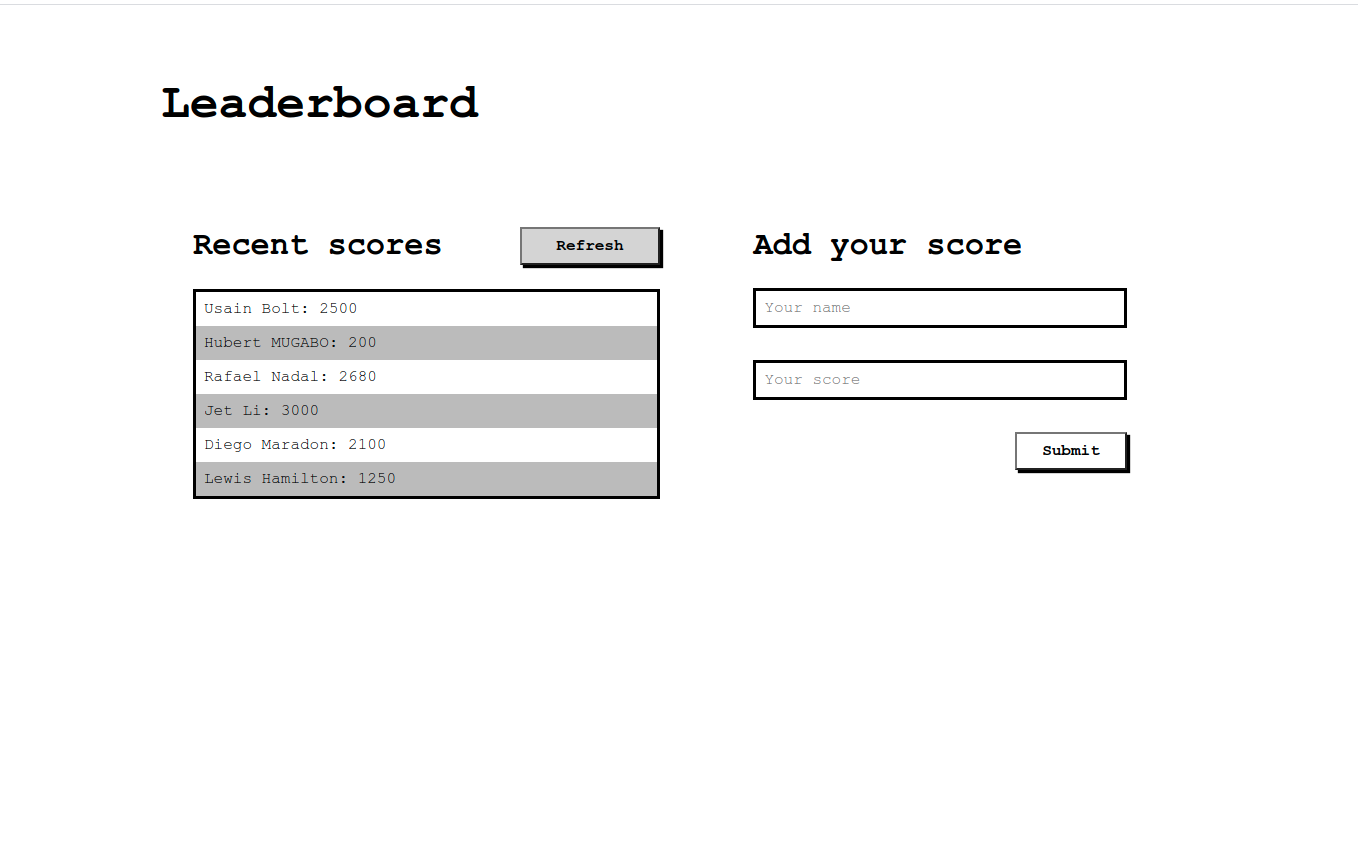 Leaderboard
Recent scores
Refresh
Usain Bolt: 2500
Hubert MUGABO: 200
Rafael Nadal: 2680
Jet Li: 3000
Diego Maradon: 2100
Lewis Hamilton: 1250
Add your score
Your name
Your score
Submit